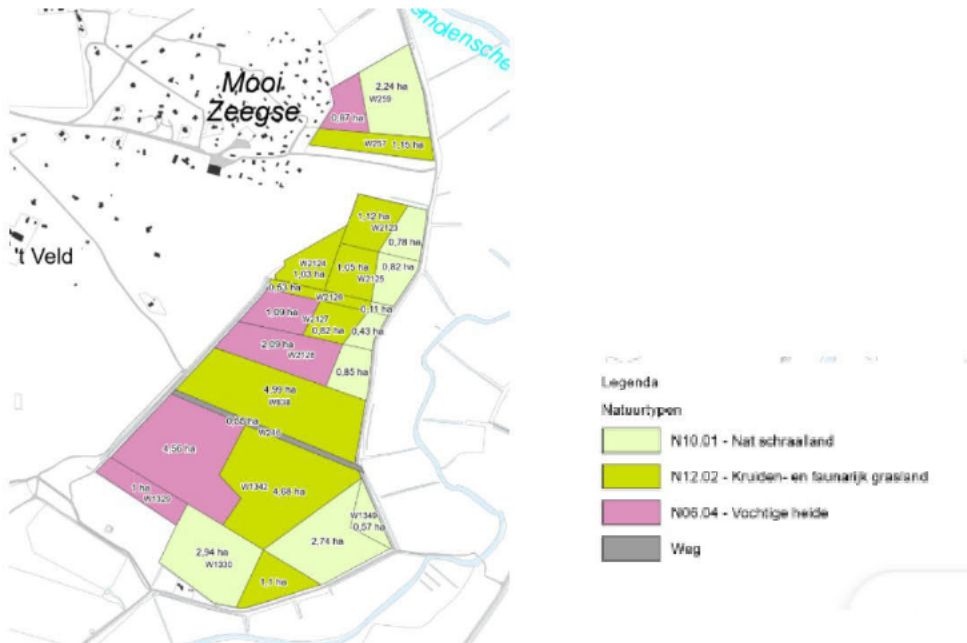 emolensche
Mooi
Zeegse
2,24 ha
W259
0,87 ha
W257 1,15 ha
't Veld
1,12 ha
W2123
0,78 ha
W2124
1,03 ha
1,05 ha
W2125
0,82 ha
0,53 ha
W2126
0,11 ha
1,09 ha
W2127
0,82 ha
0,43 ha
2,09 ha
W2128
0,85 ha
4,99 ha
W838
W240
4,56 ha
1 ha
W1329
W1342
4,68 ha
W1349
0,57 ha
2,74 ha
2,94 ha
W1330
1,1 ha
Legenda
Natuurtypen
N10.01 - Nat schraalland
N12.02 - Kruiden- en faunarijk grasland
N06.04 - Vochtige heide
Weg